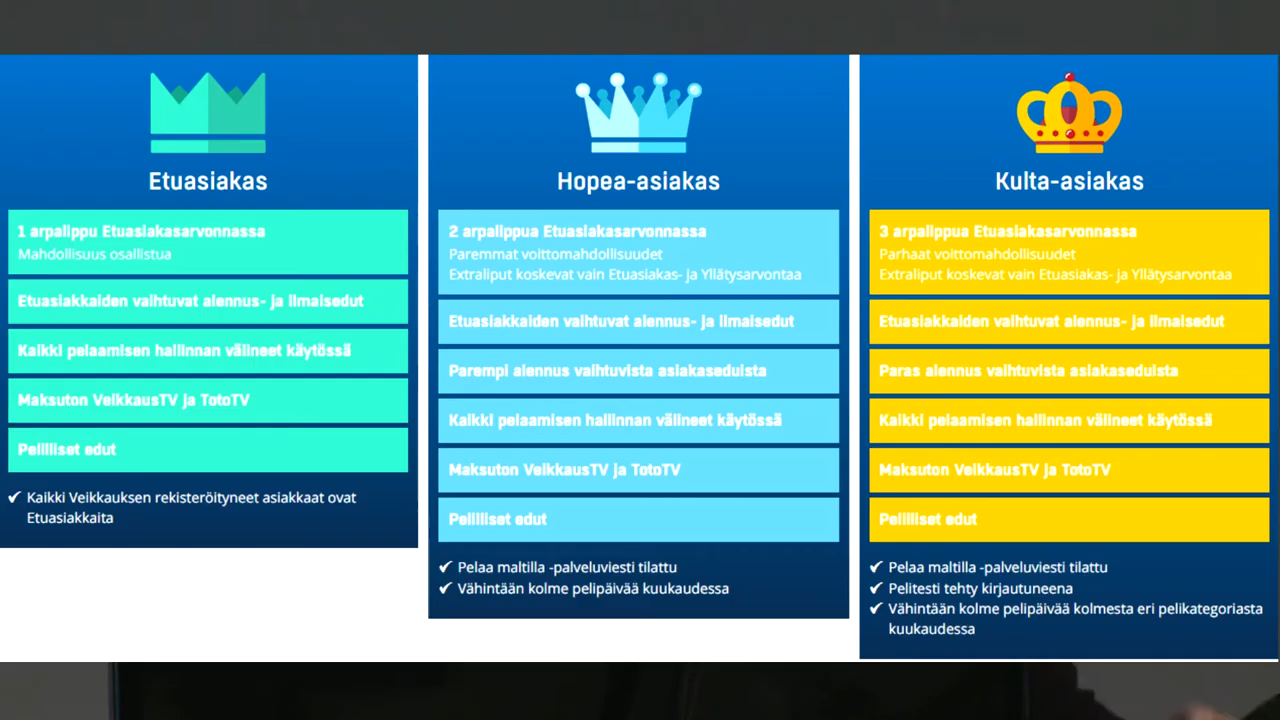 Etuasiakas
1 arpalippu Etuasiakasarvonnassa
Mahdollisuus osallistua
Etuasiakkaiden vaihtuvat alennus- ja ilmaisedut
Kaikki pelaamisen hallinnan välineet käytössä
Maksuton VeikkausTV ja TotoTV
Pelilliset edut
✔ Kaikki Veikkauksen rekisteröityneet asiakkaat ovat
Etuasiakkaita
Hopea-asiakas
2 arpalippua Etuasiakasarvonnassa
Paremmat voittomahdollisuudet
Extraliput koskevat vain Etuasiakas- ja Yllätysarvontaa
Etuasiakkaiden vaihtuvat alennus- ja ilmaisedut
Parempi alennus vaihtuvista asiakaseduista
Kaikki pelaamisen hallinnan välineet käytössä
Maksuton VeikkausTV ja TotoTV
Pelilliset edut
✔ Pelaa maltilla -palveluviesti tilattu
✔ Vähintään kolme pelipäivää kuukaudessa
Kulta-asiakas
3 arpalippua Etuasiakasarvonnassa
Parhaat voittomahdollisuudet
Extraliput koskevat vain Etuasiakas- ja Yllätysarvontaa
Etuasiakkaiden vaihtuvat alennus- ja ilmaisedut
Paras alennus vaihtuvista asiakaseduista
Kaikki pelaamisen hallinnan välineet käytössä
Maksuton VeikkausTV ja TotoTV
Pelilliset edut
✔ Pelaa maltilla -palveluviesti tilattu
✔ Pelitesti tehty kirjautuneena
✔ Vähintään kolme pelipäivää kolmesta eri pelikategoriasta
kuukaudessa